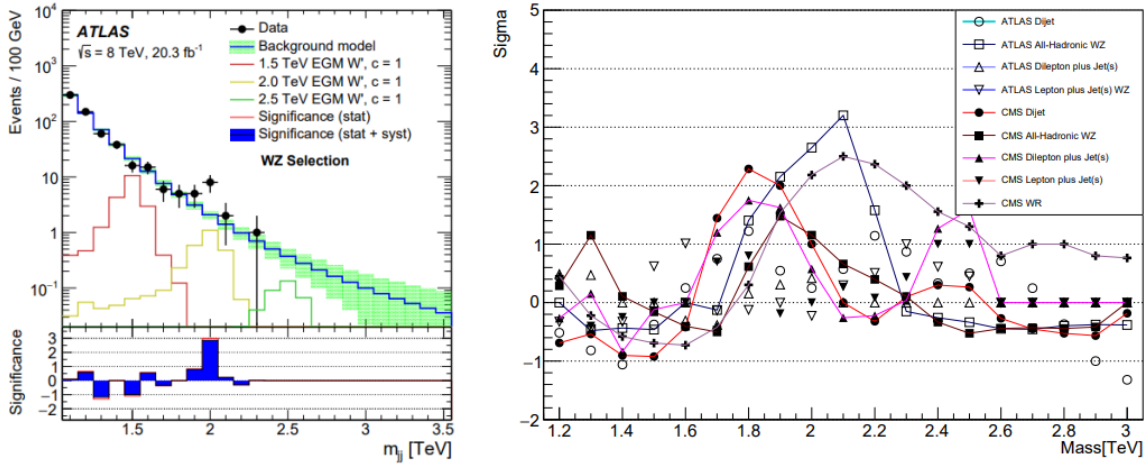 ATLAS
√s = 8 TeV, 20.3 fb⁻¹
Data
Background model
1.5 TeV EGM W', c = 1
2.0 TeV EGM W', c = 1
2.5 TeV EGM W', c = 1
Significance (stat)
Significance (stat + syst)
WZ Selection
Events / 100 GeV
10⁴
10³
10²
10
1
10⁻¹
Significance
3
2
1
0
−1
−2
1.5
2
2.5
3
3.5
m_jj [TeV]
Sigma
5
4
3
2
1
0
−1
−2
ATLAS Dijet
ATLAS All-Hadronic WZ
ATLAS Dilepton plus Jet(s)
ATLAS Lepton plus Jet(s) WZ
CMS Dijet
CMS All-Hadronic WZ
CMS Dilepton plus Jet(s)
CMS Lepton plus Jet(s)
CMS WR
1.2 1.4 1.6 1.8 2 2.2 2.4 2.6 2.8 3
Mass[TeV]